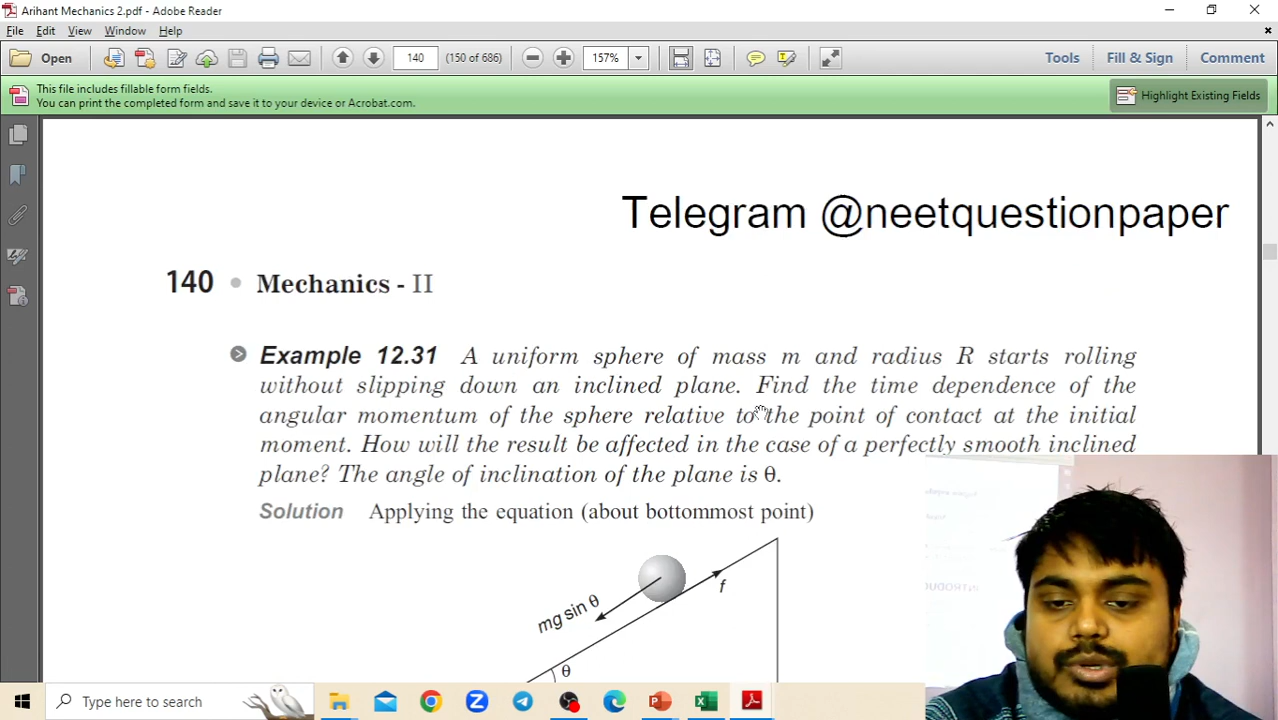 Arihant Mechanics 2.pdf - Adobe Reader
File Edit View Window Help
Open 140 (150 of 686) 157% Tools Fill & Sign Comment
This file includes fillable form fields.
You can print the completed form and save it to your device or Acrobat.com.
Highlight Existing Fields
Telegram @neetquestionpaper
140 • Mechanics - II
Example 12.31 A uniform sphere of mass m and radius R starts rolling
without slipping down an inclined plane. Find the time dependence of the
angular momentum of the sphere relative to the point of contact at the initial
moment. How will the result be affected in the case of a perfectly smooth inclined
plane? The angle of inclination of the plane is θ.
Solution Applying the equation (about bottommost point)
f
mg sin θ
θ
Type here to search